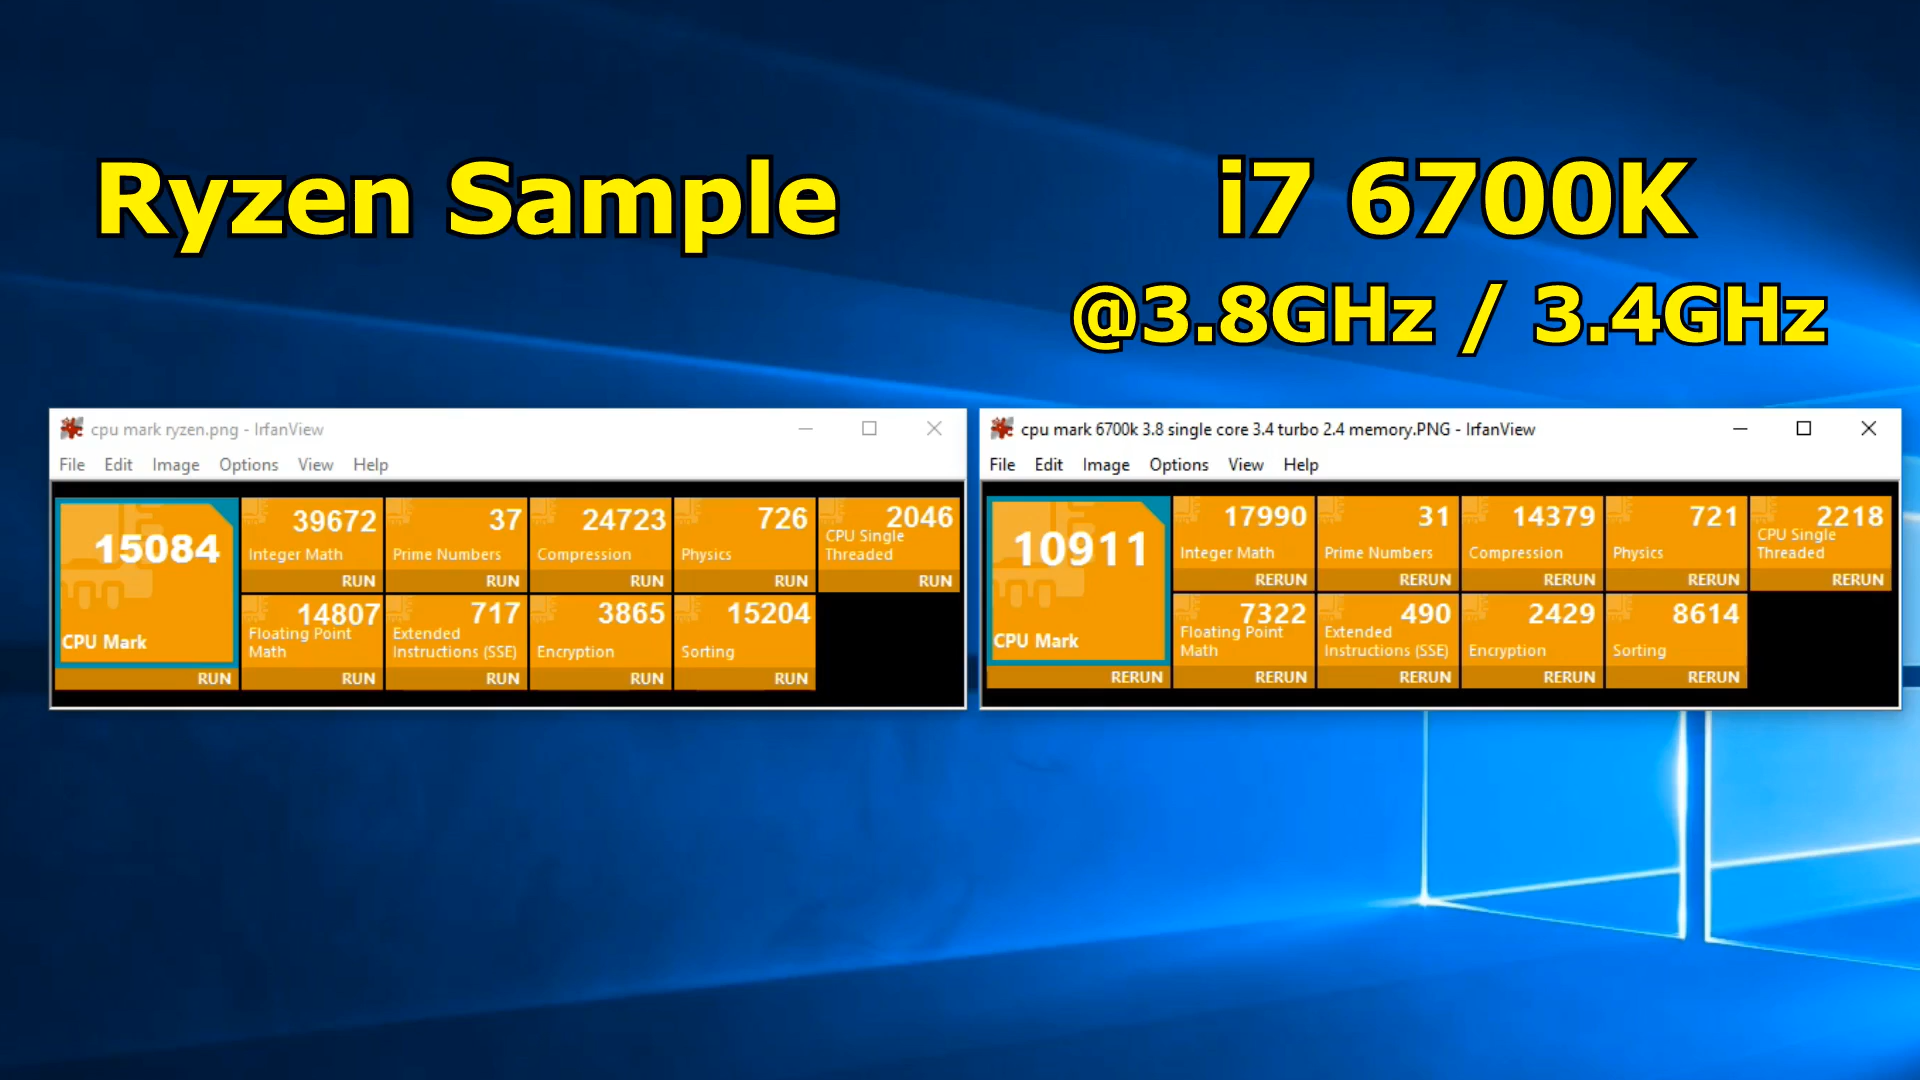 Ryzen Sample
i7 6700K
@3.8GHz / 3.4GHz
cpu mark ryzen.png - IrfanView
File Edit Image Options View Help
15084
CPU Mark
RUN
39672
Integer Math
RUN
37
Prime Numbers
RUN
24723
Compression
RUN
726
Physics
RUN
2046
CPU Single
Threaded
RUN
14807
Floating Point
Math
RUN
717
Extended
Instructions (SSE)
RUN
3865
Encryption
RUN
15204
Sorting
RUN
cpu mark 6700k 3.8 single core 3.4 turbo 2.4 memory.PNG - IrfanView
File Edit Image Options View Help
10911
CPU Mark
RERUN
17990
Integer Math
RERUN
31
Prime Numbers
RERUN
14379
Compression
RERUN
721
Physics
RERUN
2218
CPU Single
Threaded
RERUN
7322
Floating Point
Math
RERUN
490
Extended
Instructions (SSE)
RERUN
2429
Encryption
RERUN
8614
Sorting
RERUN